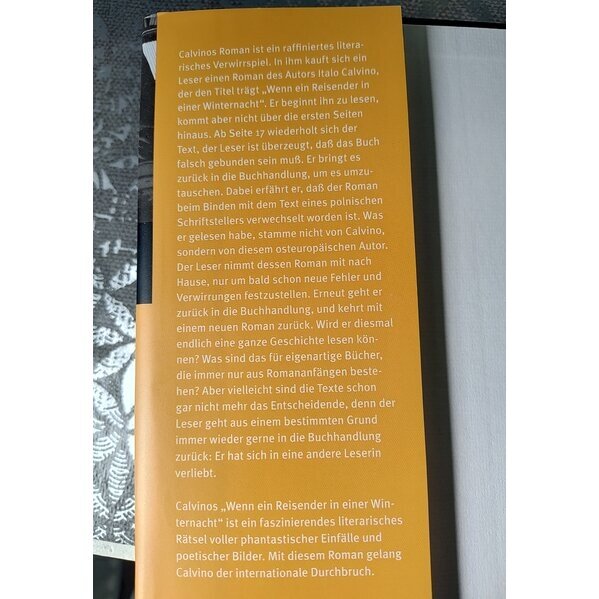 Calvinos Roman ist ein raffiniertes litera-
risches Verwirrspiel. In ihm kauft sich ein
Leser einen Roman des Autors Italo Calvino,
der den Titel trägt „Wenn ein Reisender in
einer Winternacht“. Er beginnt ihn zu lesen,
kommt aber nicht über die ersten Seiten
hinaus. Ab Seite 17 wiederholt sich der
Text, der Leser ist überzeugt, daß das Buch
falsch gebunden sein muß. Er bringt es
zurück in die Buchhandlung, um es umzu-
tauschen. Dabei erfährt er, daß der Roman
beim Binden mit dem Text eines polnischen
Schriftstellers verwechselt worden ist. Was
er gelesen habe, stamme nicht von Calvino,
sondern von diesem osteuropäischen Autor.
Der Leser nimmt dessen Roman mit nach
Hause, nur um bald schon neue Fehler und
Verwirrungen festzustellen. Erneut geht er
zurück in die Buchhandlung, und kehrt mit
einem neuen Roman zurück. Wird er diesmal
endlich eine ganze Geschichte lesen kön-
nen? Was sind das für eigenartige Bücher,
die immer nur aus Romananfängen beste-
hen? Aber vielleicht sind die Texte schon
gar nicht mehr das Entscheidende, denn der
Leser geht aus einem bestimmten Grund
immer wieder gerne in die Buchhandlung
zurück: Er hat sich in eine andere Leserin
verliebt.
Calvinos „Wenn ein Reisender in einer Win-
ternacht“ ist ein faszinierendes literarisches
Rätsel voller phantastischer Einfälle und
poetischer Bilder. Mit diesem Roman gelang
Calvino der internationale Durchbruch.